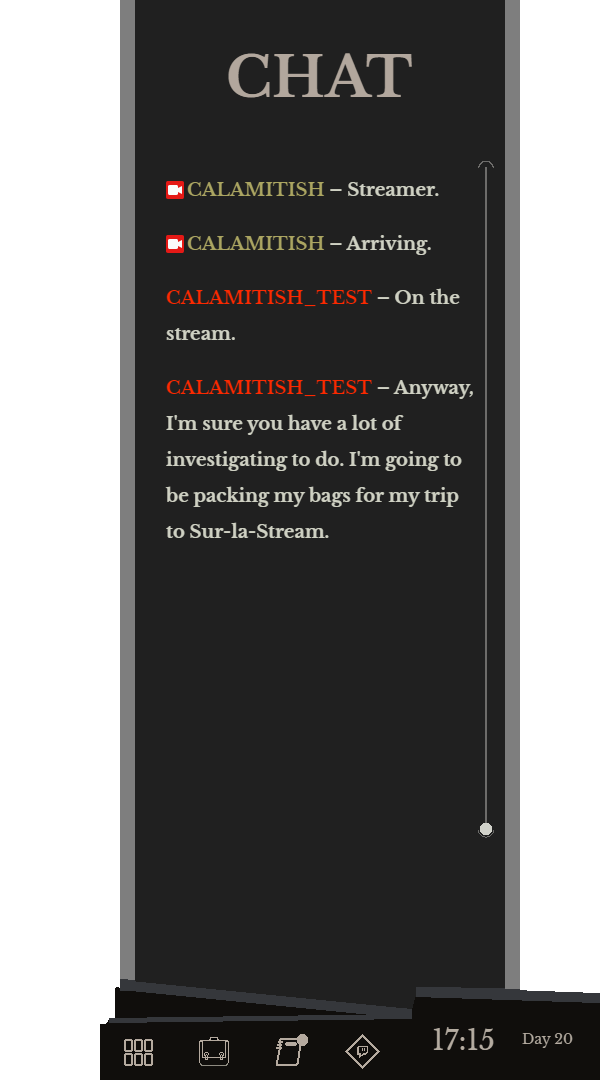 CHAT
CALAMITISH – Streamer.
CALAMITISH – Arriving.
CALAMITISH_TEST – On the
stream.
CALAMITISH_TEST – Anyway,
I'm sure you have a lot of
investigating to do. I'm going to
be packing my bags for my trip
to Sur-la-Stream.
17:15 Day 20